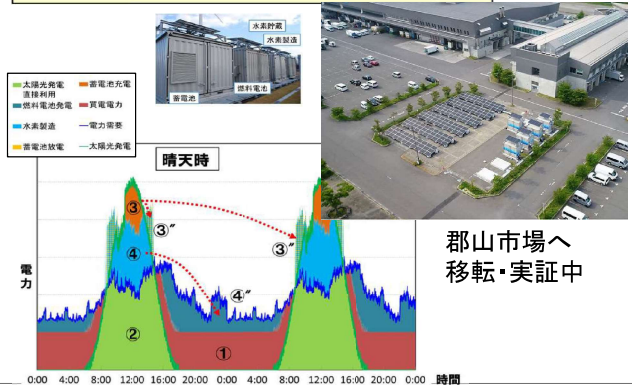 水素貯蔵
水素製造
燃料電池
蓄電池
太陽光発電
直接利用
蓄電池充電
燃料電池発電
買電電力
水素製造
電力需要
蓄電池放電
太陽光発電
晴天時
③
③″
③″
④
④″
②
①
電力
0:00 4:00 8:00 12:00 16:00 20:00 0:00 4:00 8:00 12:00 16:00 20:00 0:00 時間
郡山市場へ
移転・実証中